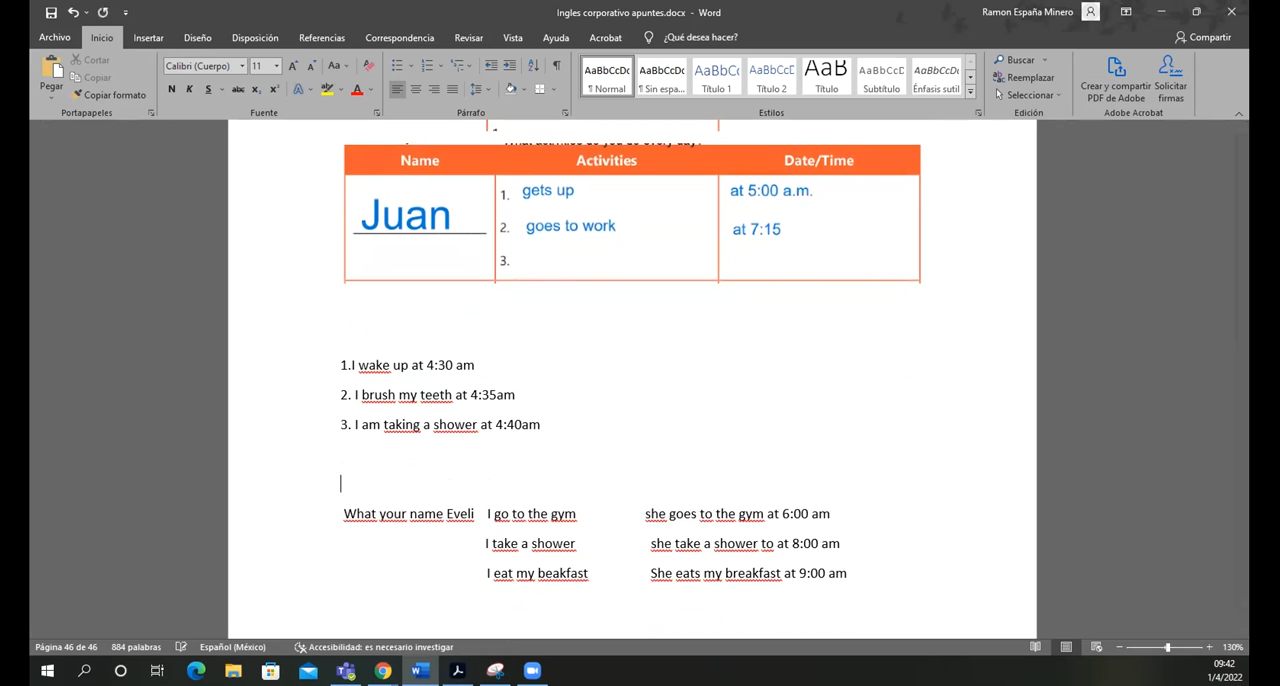 Ingles corporativo apuntes.docx - Word
Ramon España Minero
Archivo Inicio Insertar Diseño Disposición Referencias Correspondencia Revisar Vista Ayuda Acrobat ¿Qué desea hacer? Compartir
Pegar
Cortar
Copiar
Copiar formato
Calibri (Cuerpo) 11
AaBbCcDc AaBbCcDc AaBbCc AaBbCcD AaB AaBbCcD AaBbCcDc
¶ Normal ¶ Sin espa... Título 1 Título 2 Título Subtítulo Énfasis sutil
Buscar
Reemplazar
Seleccionar
Crear y compartir PDF de Adobe
Solicitar firmas
Portapapeles Fuente Párrafo Estilos Edición Adobe Acrobat
Name Activities Date/Time
Juan
1. gets up at 5:00 a.m.
2. goes to work at 7:15
3.
1.I wake up at 4:30 am
2. I brush my teeth at 4:35am
3. I am taking a shower at 4:40am
What your name Eveli I go to the gym she goes to the gym at 6:00 am
I take a shower she take a shower to at 8:00 am
I eat my beakfast She eats my breakfast at 9:00 am
Página 46 de 46 884 palabras Español (México) Accesibilidad: es necesario investigar 130%
09:42
1/4/2022